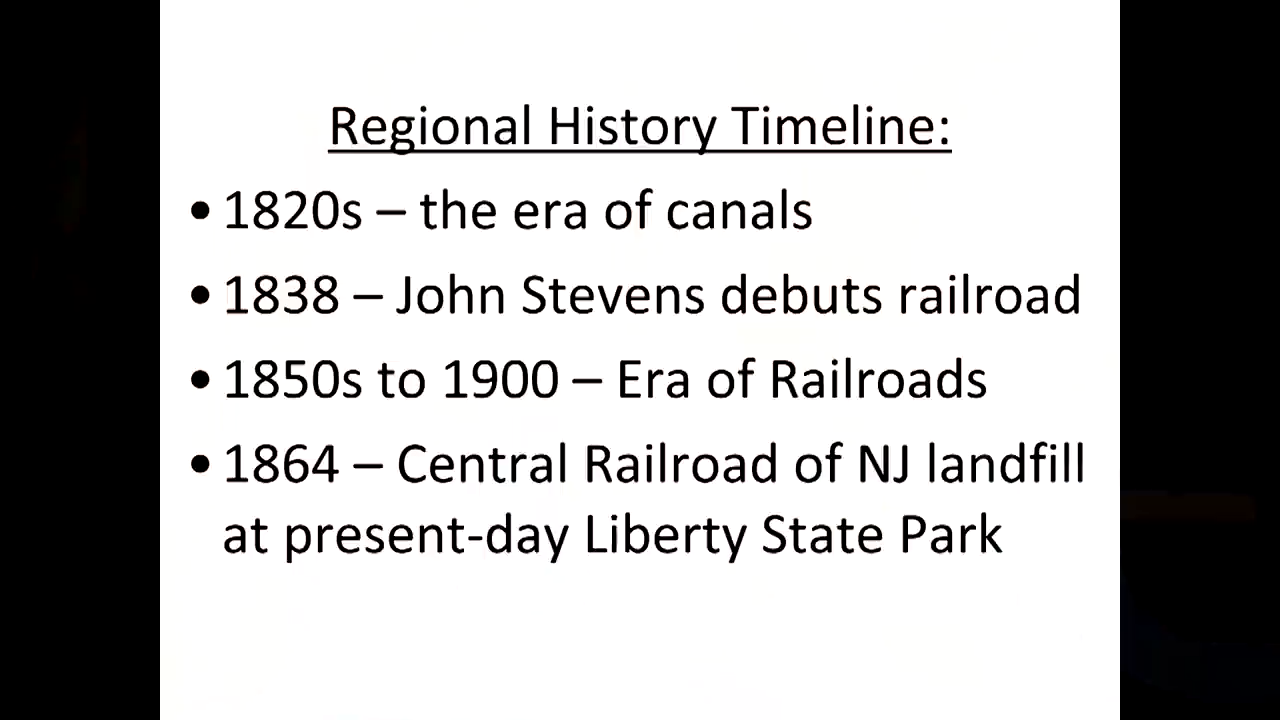 Regional History Timeline:
• 1820s – the era of canals
• 1838 – John Stevens debuts railroad
• 1850s to 1900 – Era of Railroads
• 1864 – Central Railroad of NJ landfill
at present-day Liberty State Park